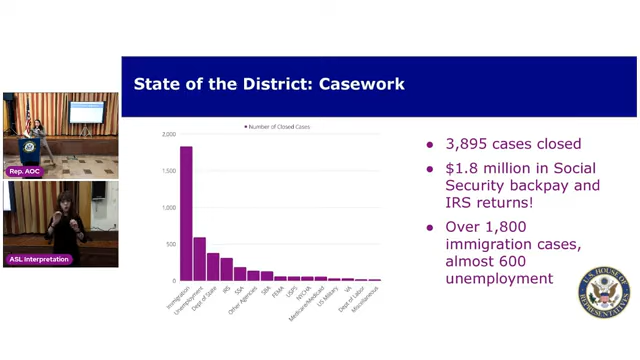 State of the District: Casework
Number of Closed Cases
2,000
1,500
1,000
500
0
Immigration
Unemployment
Dept of State
IRS
SSA
Other Agencies
SBA
FEMA
USPS
NYCHA
Medicare/Medicaid
US Military
VA
Dept of Labor
Miscellaneous
● 3,895 cases closed
● $1.8 million in Social
Security backpay and
IRS returns!
● Over 1,800
immigration cases,
almost 600
unemployment
Rep. AOC
ASL Interpretation
U.S. HOUSE OF
REPRESENTATIVES